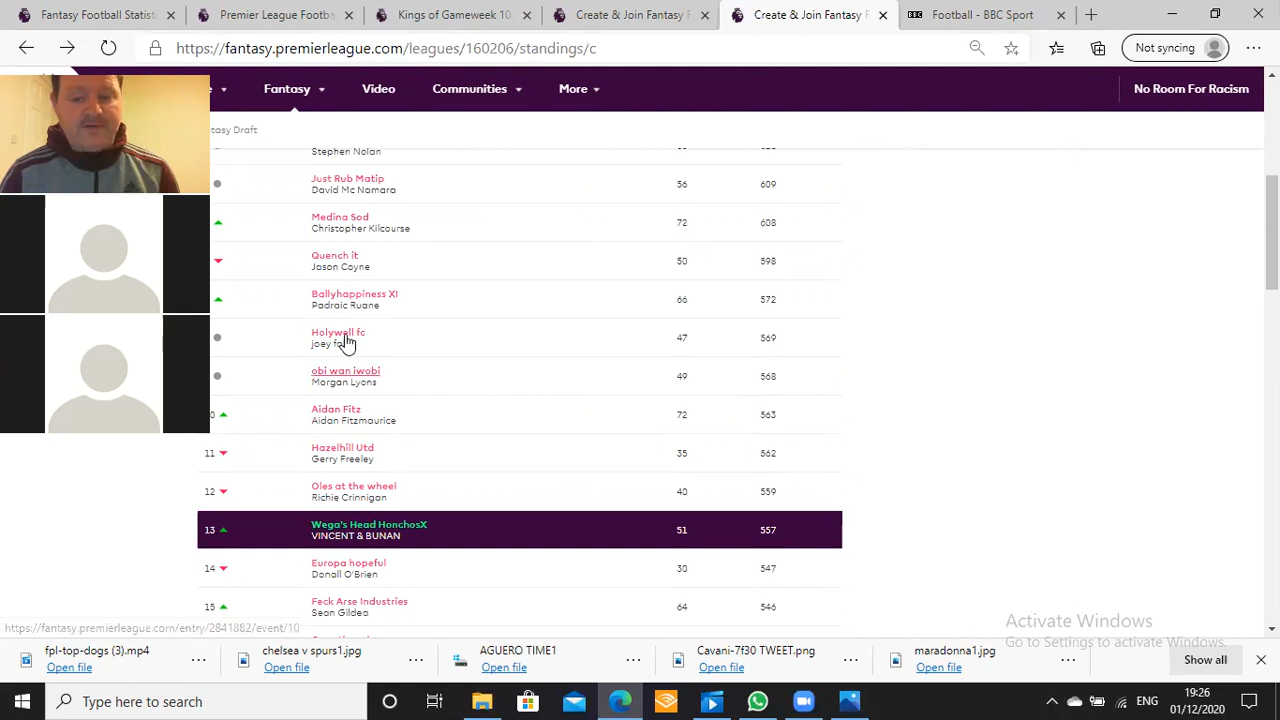 Kings of Gameweek 10
Create & Join Fantasy F
Create & Join Fantasy F
BBC Football - BBC Sport
https://fantasy.premierleague.com/leagues/160206/standings/c
Not syncing
Fantasy
Video
Communities
More
No Room For Racism
tasy Draft
Stephen Nolan
Just Rub Matip
David Mc Namara 56 609
Medina Sod
Christopher Kilcourse 72 608
Quench it
Jason Coyne 50 598
Ballyhappiness XI
Padraic Ruane 66 572
Holywell fc
joey 47 569
obi wan iwobi
Morgan Lyons 49 568
Aidan Fitz
0 Aidan Fitzmaurice 72 563
Hazelhill Utd
11 Gerry Freeley 35 562
Oles at the wheel
12 Richie Crinnigan 40 559
Wega's Head HonchosX
13 VINCENT & BUNAN 51 557
Europa hopeful
14 Donall O'Brien 30 547
Feck Arse Industries
15 Sean Gildea 64 546
https://fantasy.premierleague.com/entry/2841882/event/10
Activate Windows
Go to Settings to activate Windows.
fpl-top-dogs (3).mp4
Open file
chelsea v spurs1.jpg
Open file
AGUERO TIME1
Open file
Cavani-7f30 TWEET.png
Open file
maradona1.jpg
Open file
Show all
Type here to search
ENG
19:26
01/12/2020